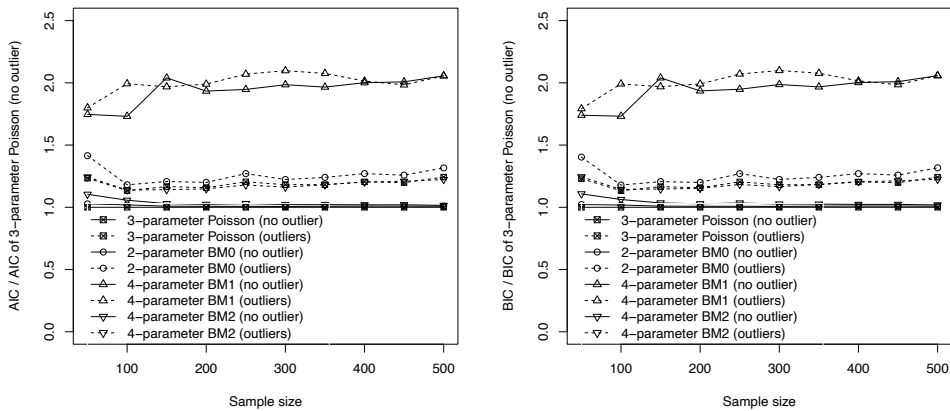 AIC / AIC of 3−parameter Poisson (no outlier)
2.5
2.0
1.5
1.0
0.5
0.0
3−parameter Poisson (no outlier)
3−parameter Poisson (outliers)
2−parameter BM0 (no outlier)
2−parameter BM0 (outliers)
4−parameter BM1 (no outlier)
4−parameter BM1 (outliers)
4−parameter BM2 (no outlier)
4−parameter BM2 (outliers)
100 200 300 400 500
Sample size
BIC / BIC of 3−parameter Poisson (no outlier)
2.5
2.0
1.5
1.0
0.5
0.0
3−parameter Poisson (no outlier)
3−parameter Poisson (outliers)
2−parameter BM0 (no outlier)
2−parameter BM0 (outliers)
4−parameter BM1 (no outlier)
4−parameter BM1 (outliers)
4−parameter BM2 (no outlier)
4−parameter BM2 (outliers)
100 200 300 400 500
Sample size